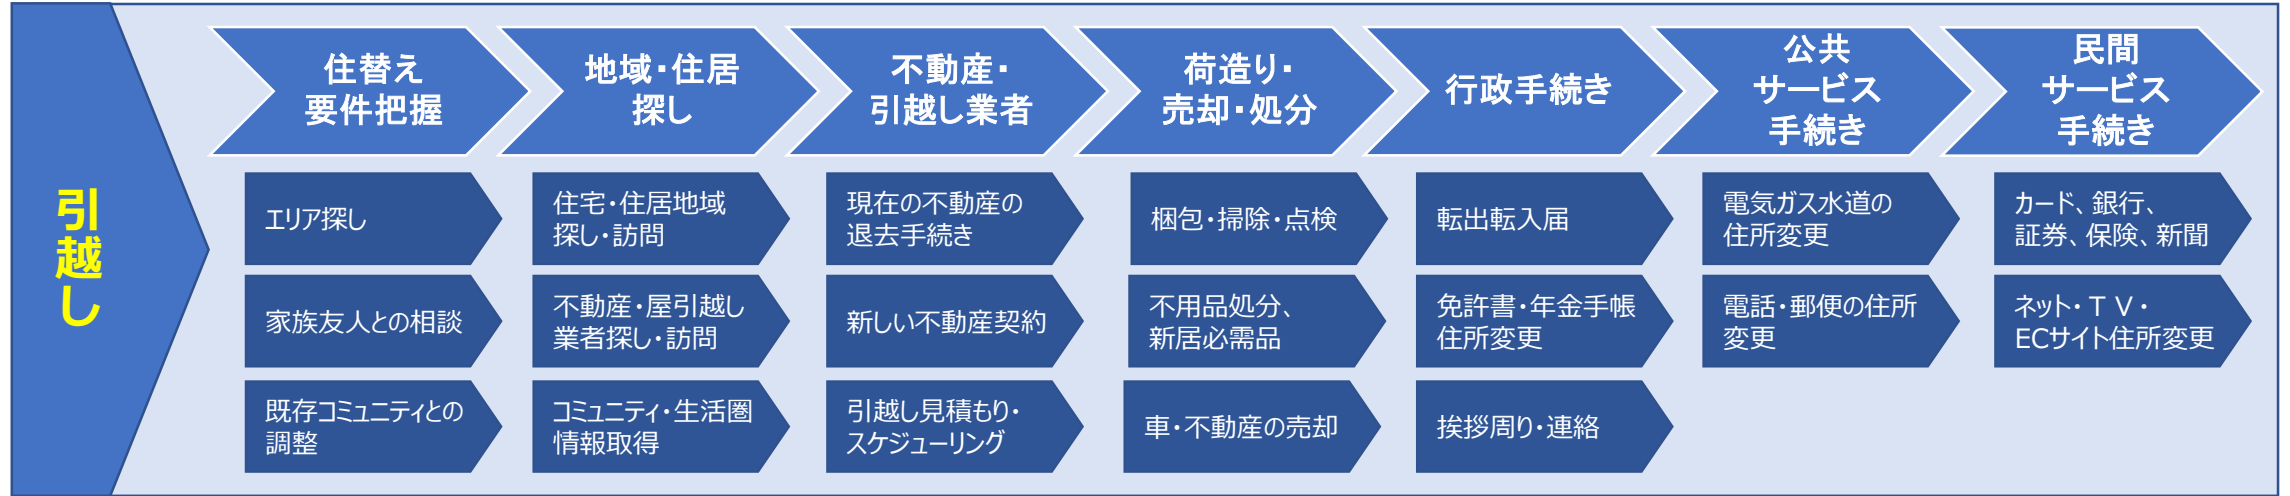 引越し
住替え
要件把握
地域・住居
探し
不動産・
引越し業者
荷造り・
売却・処分
行政手続き
公共
サービス
手続き
民間
サービス
手続き
エリア探し
住宅・住居地域
探し・訪問
現在の不動産の
退去手続き
梱包・掃除・点検
転出転入届
電気ガス水道の
住所変更
カード、銀行、
証券、保険、新聞
家族友人との相談
不動産・屋引越し
業者探し・訪問
新しい不動産契約
不用品処分、
新居必需品
免許書・年金手帳
住所変更
電話・郵便の住所
変更
ネット・ＴＶ・
ECサイト住所変更
既存コミュニティとの
調整
コミュニティ・生活圏
情報取得
引越し見積もり・
スケジューリング
車・不動産の売却
挨拶周り・連絡